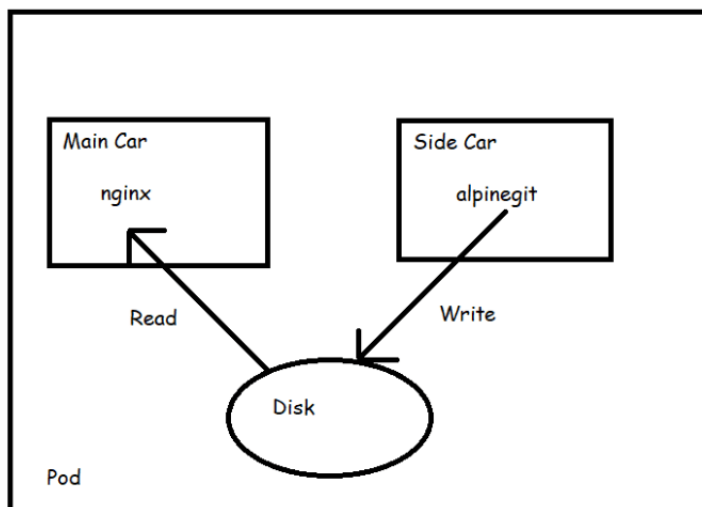 Main Car
nginx
Side Car
alpinegit
Read
Write
Disk
Pod